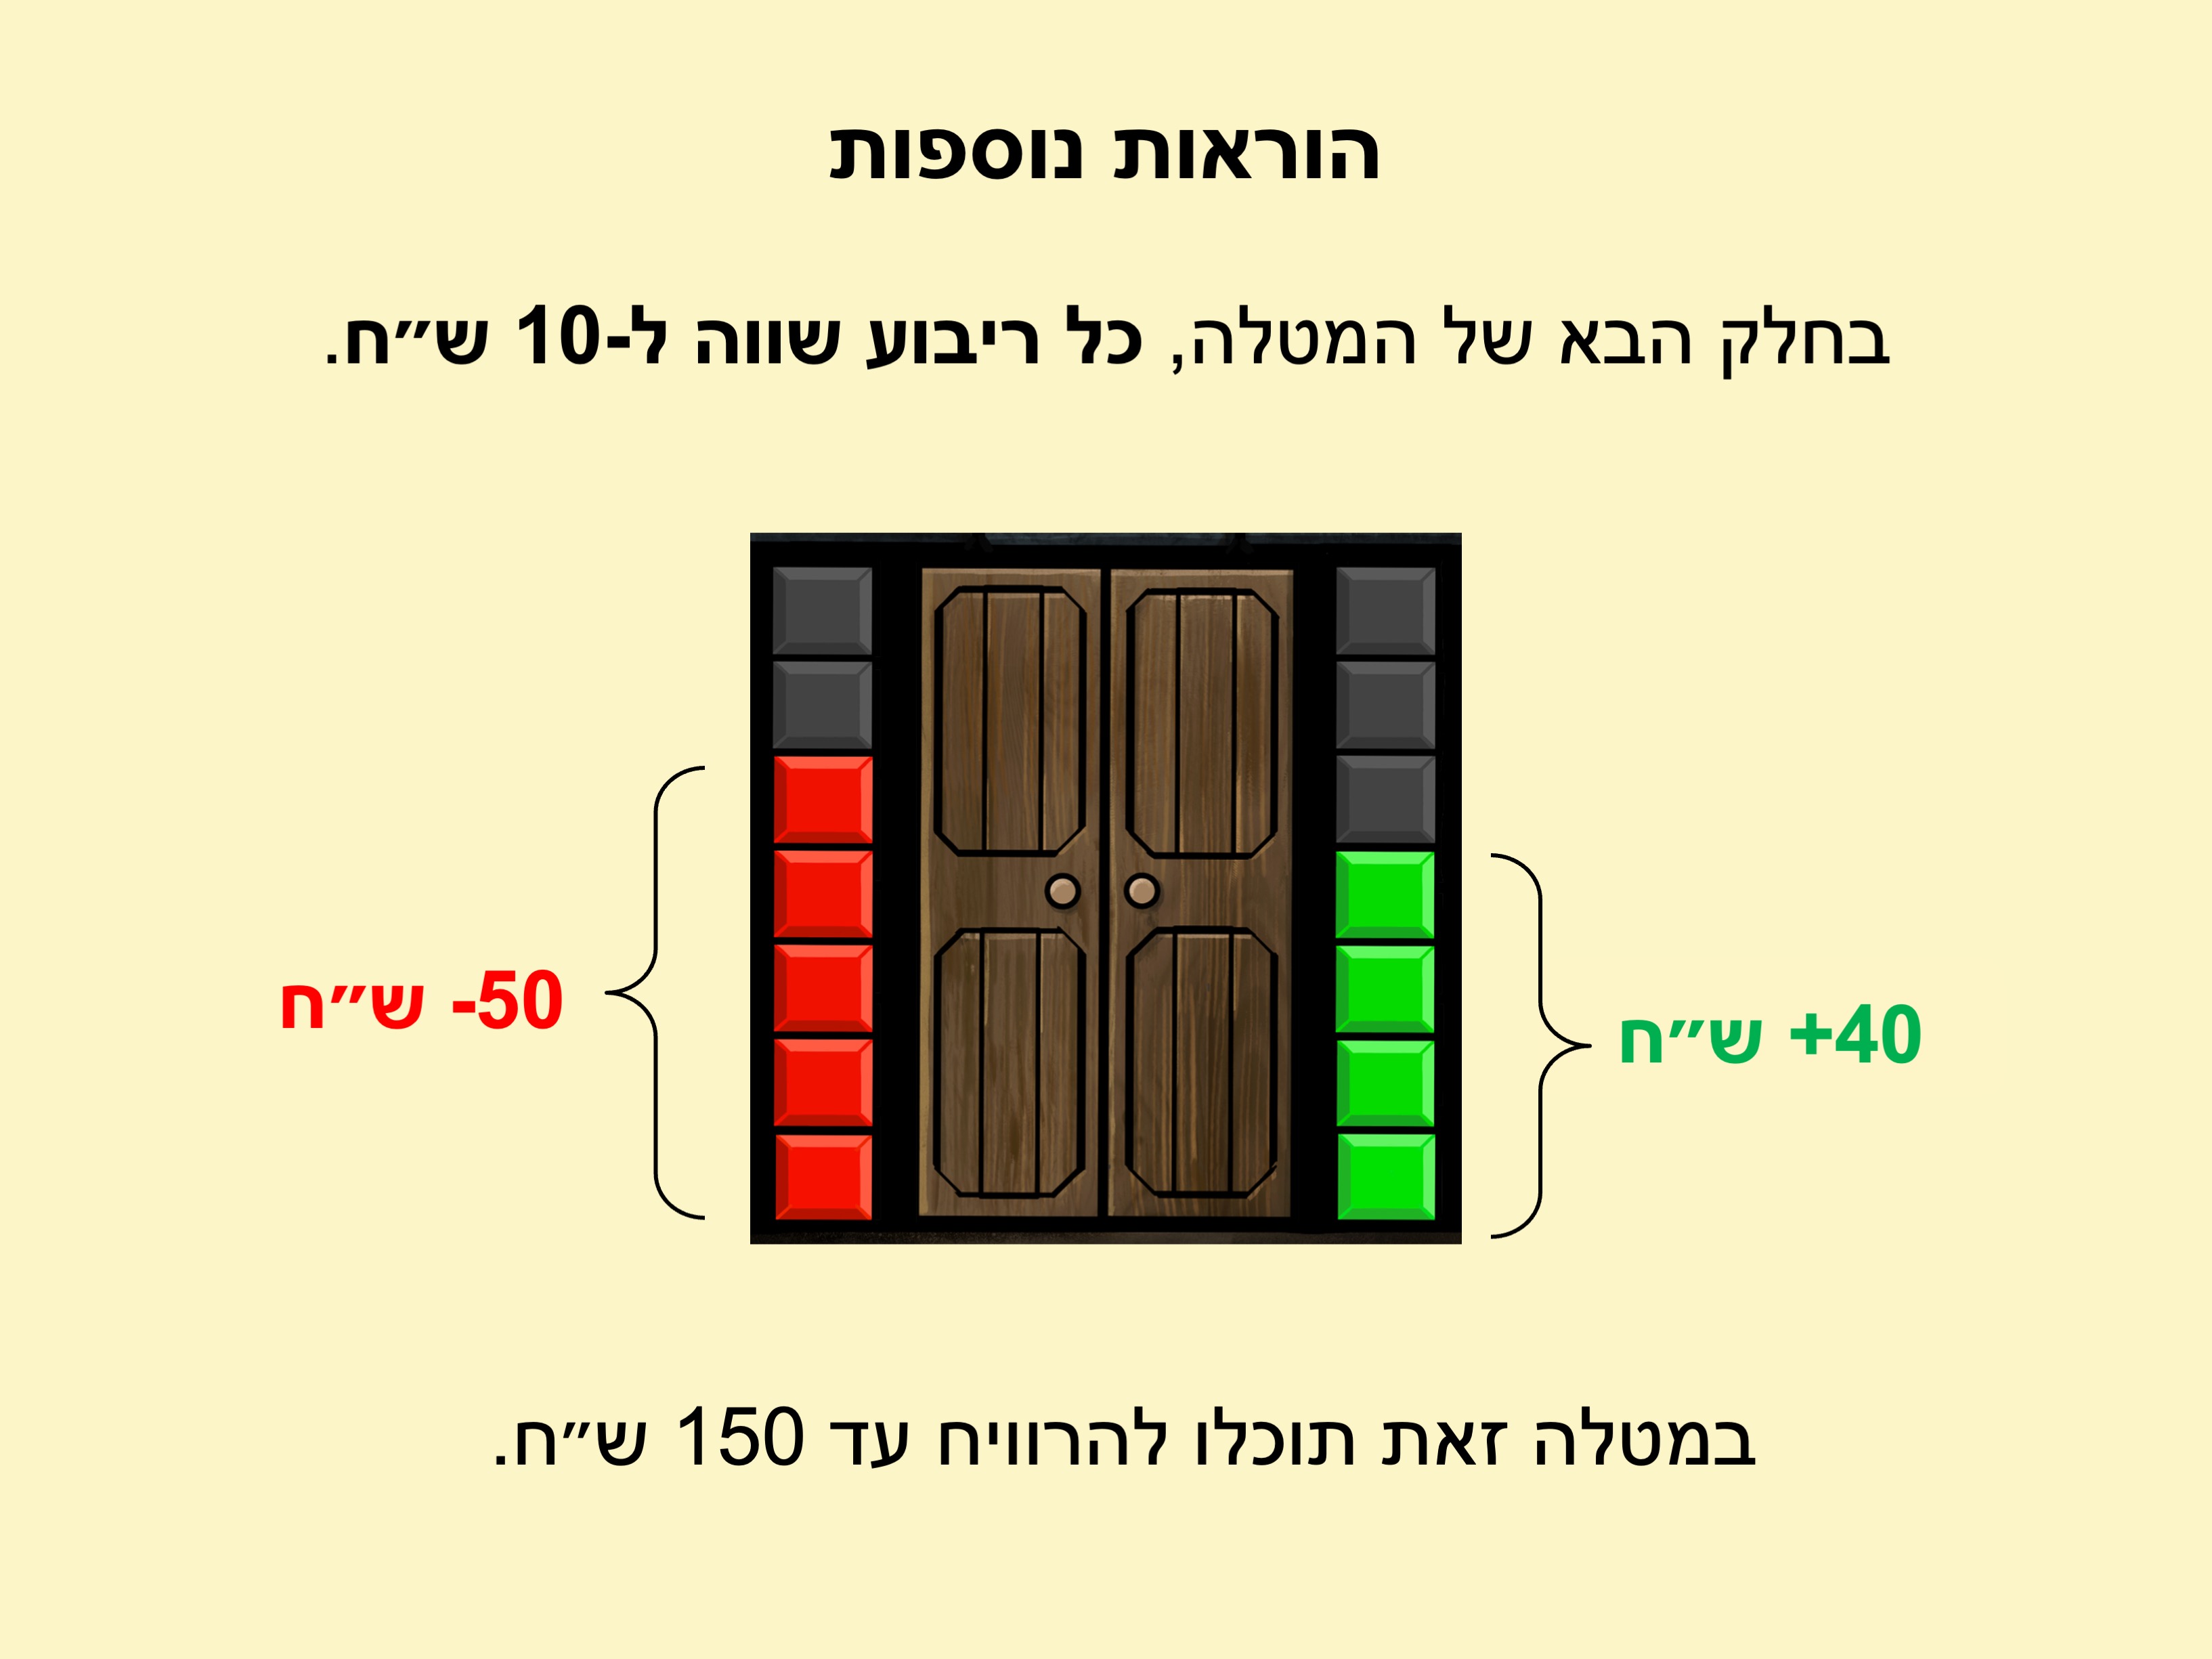 הוראות נוספות
בחלק הבא של המטלה, כל ריבוע שווה ל-10 ש״ח.
+40 ש״ח
-50 ש״ח
במטלה זאת תוכלו להרוויח עד 150 ש״ח.